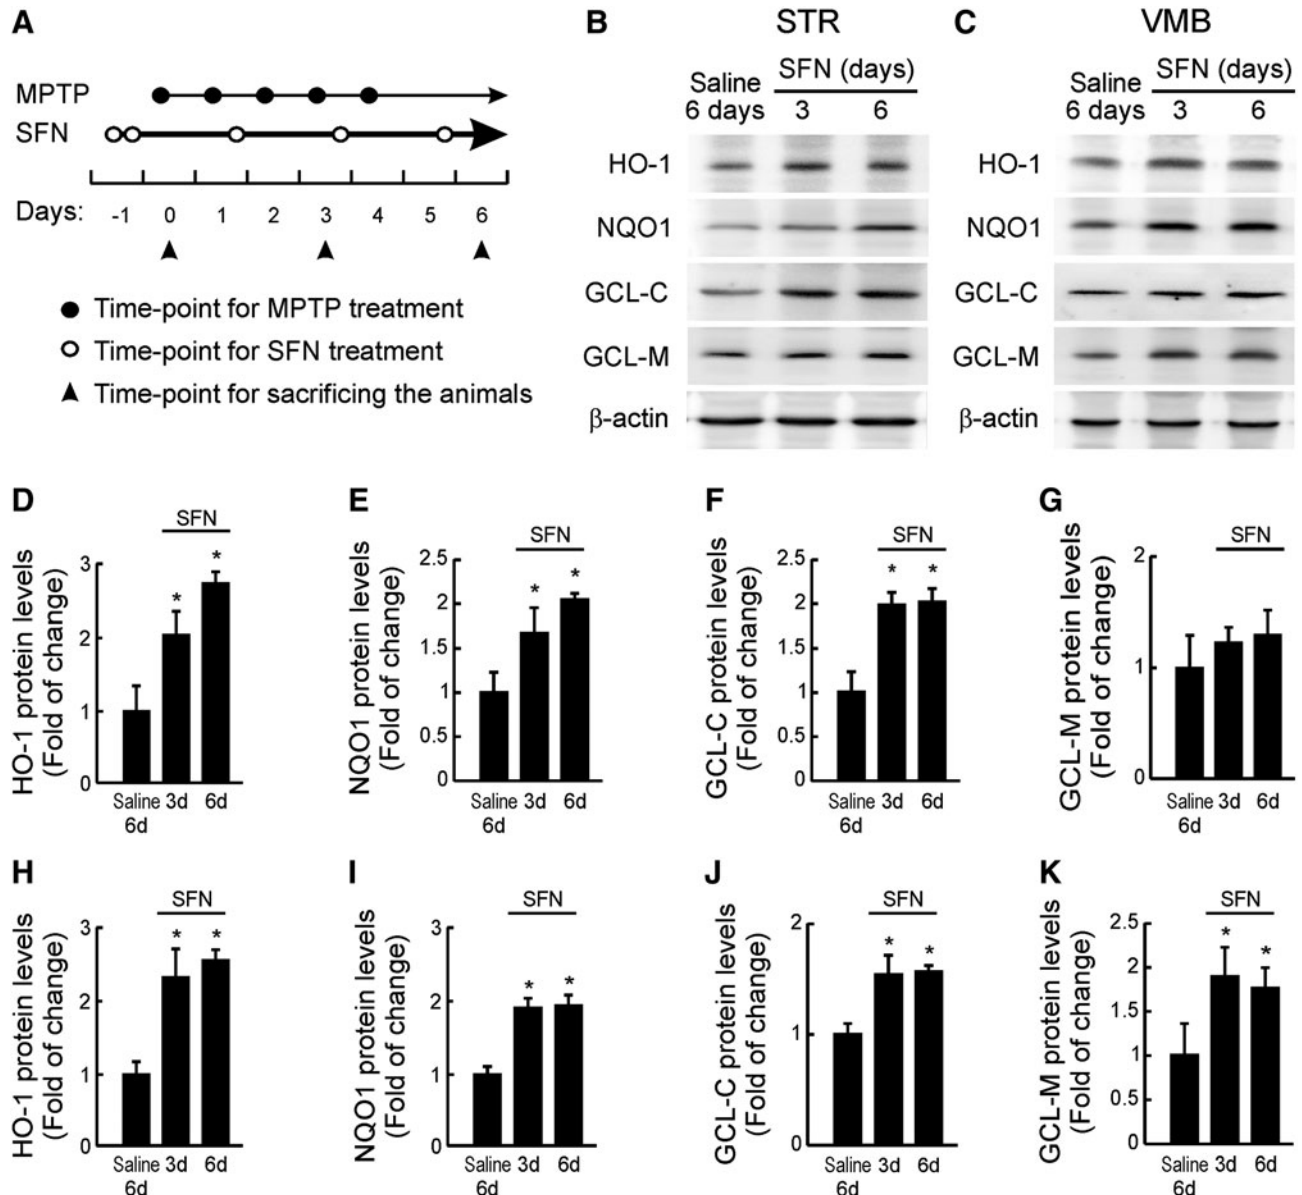 A
MPTP
SFN
Days: -1 0 1 2 3 4 5 6
Time-point for MPTP treatment
Time-point for SFN treatment
Time-point for sacrificing the animals
B STR
Saline SFN (days)
6 days 3 6
HO-1
NQO1
GCL-C
GCL-M
β-actin
C VMB
Saline SFN (days)
6 days 3 6
HO-1
NQO1
GCL-C
GCL-M
β-actin
D
SFN
HO-1 protein levels
(Fold of change)
3
2
1
0
* *
Saline 3d 6d
6d
E
SFN
NQO1 protein levels
(Fold of change)
2.5
2
1.5
1
0.5
0
* *
Saline 3d 6d
6d
F
SFN
GCL-C protein levels
(Fold of change)
2.5
2
1.5
1
0.5
0
* *
Saline 3d 6d
6d
G
SFN
GCL-M protein levels
(Fold of change)
2
1
0
Saline 3d 6d
6d
H
SFN
HO-1 protein levels
(Fold of change)
3
2
1
0
* *
Saline 3d 6d
6d
I
SFN
NQO1 protein levels
(Fold of change)
3
2
1
0
* *
Saline 3d 6d
6d
J
SFN
GCL-C protein levels
(Fold of change)
2
1
0
* *
Saline 3d 6d
6d
K
SFN
GCL-M protein levels
(Fold of change)
2.5
2
1.5
1
0.5
0
* *
Saline 3d 6d
6d